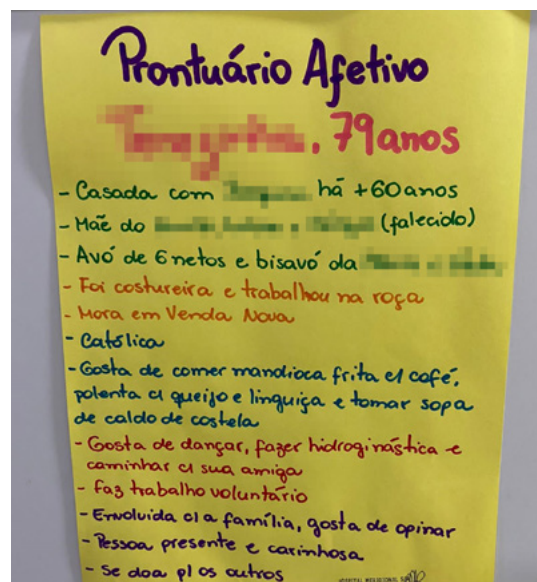 Prontuário Afetivo
, 79 anos
- Casada com há +60 anos
- Mãe do (falecido)
- Avó de 6 netos e bisavó da
- Foi costureira e trabalhou na roça
- Mora em Venda Nova
- Católica
- Gosta de comer mandioca frita c/ café,
polenta c/ queijo e linguiça e tomar sopa
de caldo de costela
- Gosta de dançar, fazer hidroginástica e
caminhar c/ sua amiga
- Faz trabalho voluntário
- Envolvida c/ a família, gosta de opinar
- Pessoa presente e carinhosa
- Se doa p/ os outros